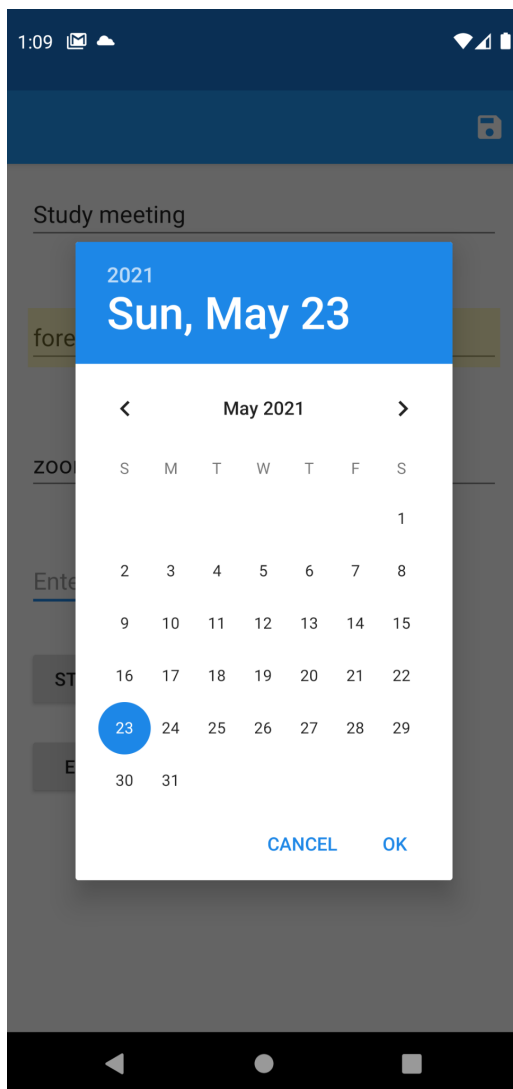 1:09
Study meeting
2021
Sun, May 23
fore
May 2021
S M T W T F S
1
zoo
2 3 4 5 6 7 8
Ente
9 10 11 12 13 14 15
16 17 18 19 20 21 22
ST
23 24 25 26 27 28 29
E
30 31
CANCEL OK